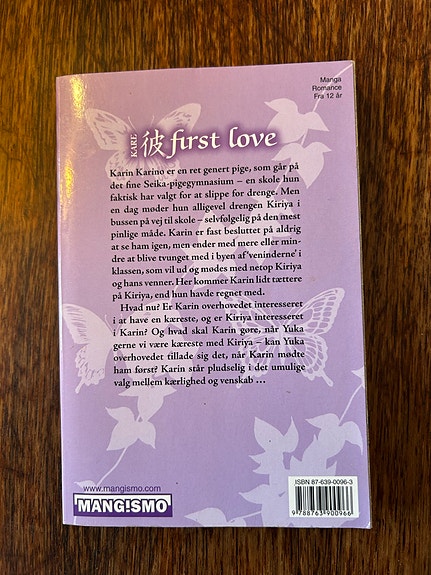 Manga
Romance
Fra 12 år
KARE 彼 first love
Karin Karino er en ret genert pige, som går på
det fine Seika-pigegymnasium – en skole hun
faktisk har valgt for at slippe for drenge. Men
en dag møder hun alligevel drengen Kiriya i
bussen på vej til skole – selvfølgelig på den mest
pinlige måde. Karin er fast besluttet på aldrig
at se ham igen, men ender med mere eller min-
dre at blive tvunget med i byen af 'veninderne' i
klassen, som vil ud og mødes med netop Kiriya
og hans venner. Her kommer Karin lidt tættere
på Kiriya, end hun havde regnet med.
Hvad nu? Er Karin overhovedet interesseret
i at have en kæreste, og er Kiriya interesseret
i Karin? Og hvad skal Karin gøre, når Yuka
gerne vi være kæreste med Kiriya – kan Yuka
overhovedet tillade sig det, når Karin mødte
ham først? Karin står pludselig i det umulige
valg mellem kærlighed og venskab ...
www.mangismo.com
MANG!SMO
ISBN 87-639-0096-3
9 788763 900966